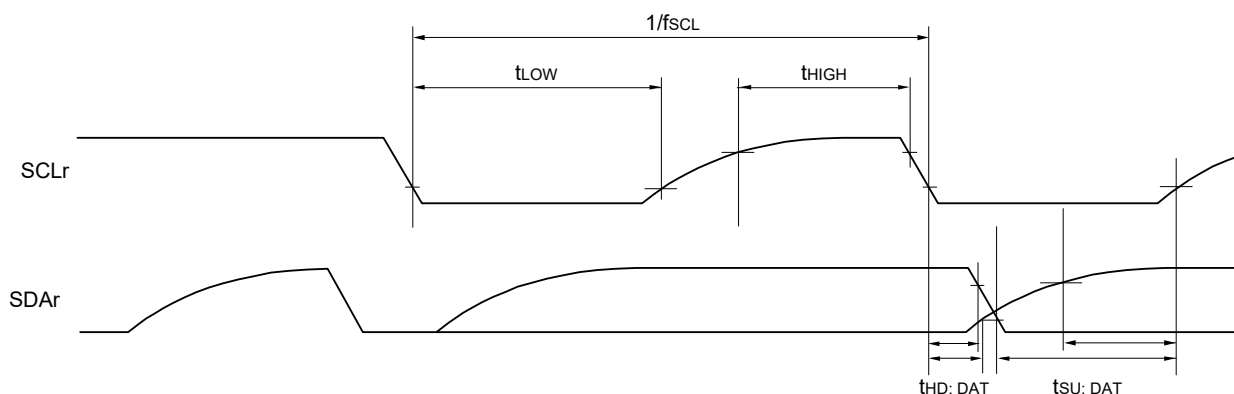 1/fSCL
tLOW
tHIGH
SCLr
SDAr
tHD: DAT
tSU: DAT